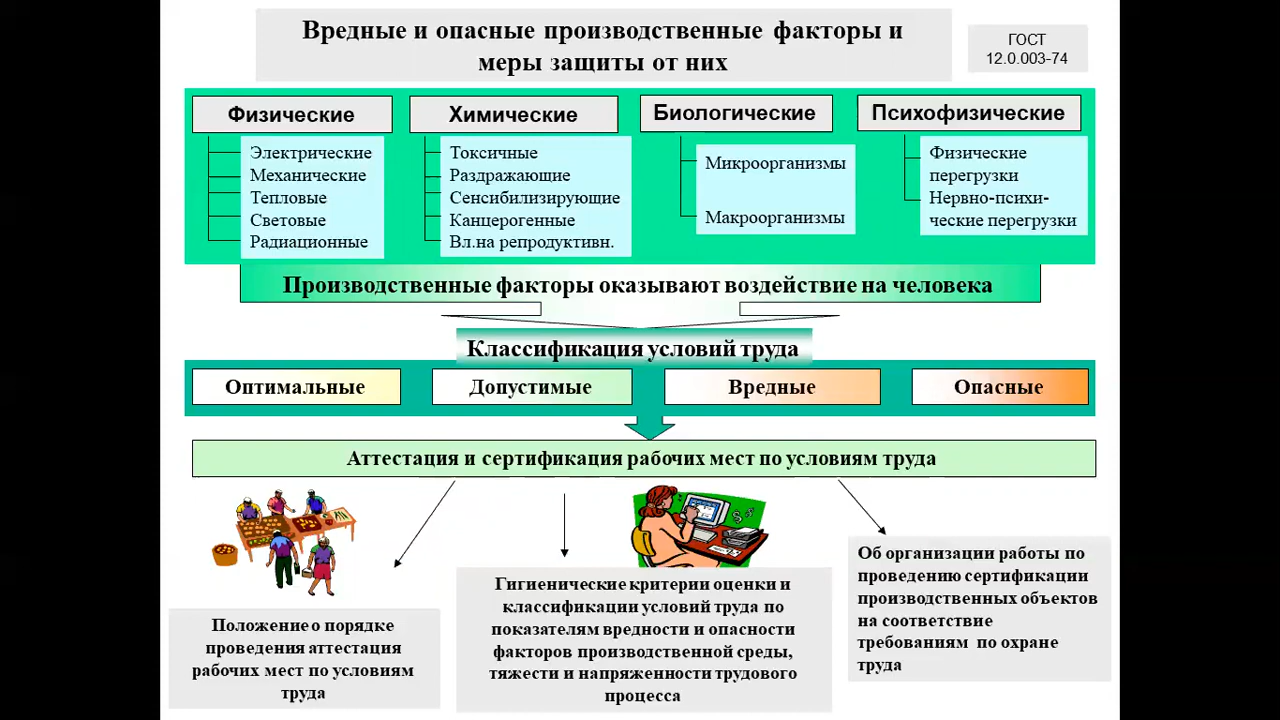 Вредные и опасные производственные факторы и
меры защиты от них
ГОСТ
12.0.003-74
Физические
Электрические
Механические
Тепловые
Световые
Радиационные
Химические
Токсичные
Раздражающие
Сенсибилизирующие
Канцерогенные
Вл.на репродуктивн.
Биологические
Микроорганизмы
Макроорганизмы
Психофизические
Физические
перегрузки
Нервно-психи-
ческие перегрузки
Производственные факторы оказывают воздействие на человека
Классификация условий труда
Оптимальные
Допустимые
Вредные
Опасные
Аттестация и сертификация рабочих мест по условиям труда
Положение о порядке
проведения аттестация
рабочих мест по условиям
труда
Гигиенические критерии оценки и
классификации условий труда по
показателям вредности и опасности
факторов производственной среды,
тяжести и напряженности трудового
процесса
Об организации работы по
проведению сертификации
производственных объектов
на соответствие
требованиям по охране
труда